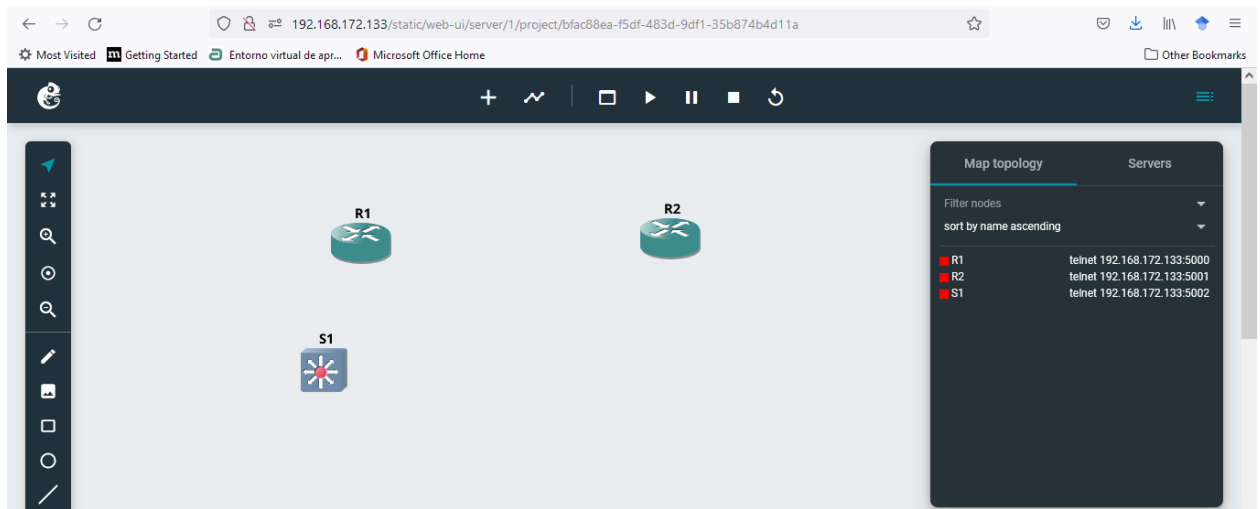 192.168.172.133/static/web-ui/server/1/project/bfac88ea-f5df-483d-9df1-35b874b4d11a
Most Visited m Getting Started Entorno virtual de apr... Microsoft Office Home Other Bookmarks
Map topology Servers
Filter nodes
sort by name ascending
R1 telnet 192.168.172.133:5000
R2 telnet 192.168.172.133:5001
S1 telnet 192.168.172.133:5002
R1
R2
S1